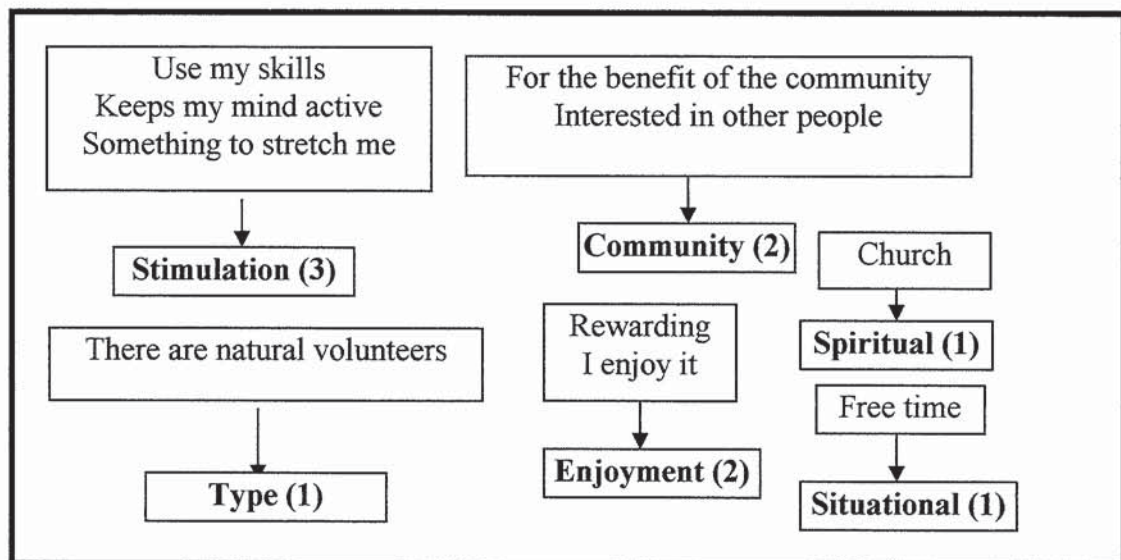 Use my skills
Keeps my mind active
Something to stretch me
Stimulation (3)
For the benefit of the community
Interested in other people
Community (2)
Church
Spiritual (1)
There are natural volunteers
Type (1)
Rewarding
I enjoy it
Enjoyment (2)
Free time
Situational (1)